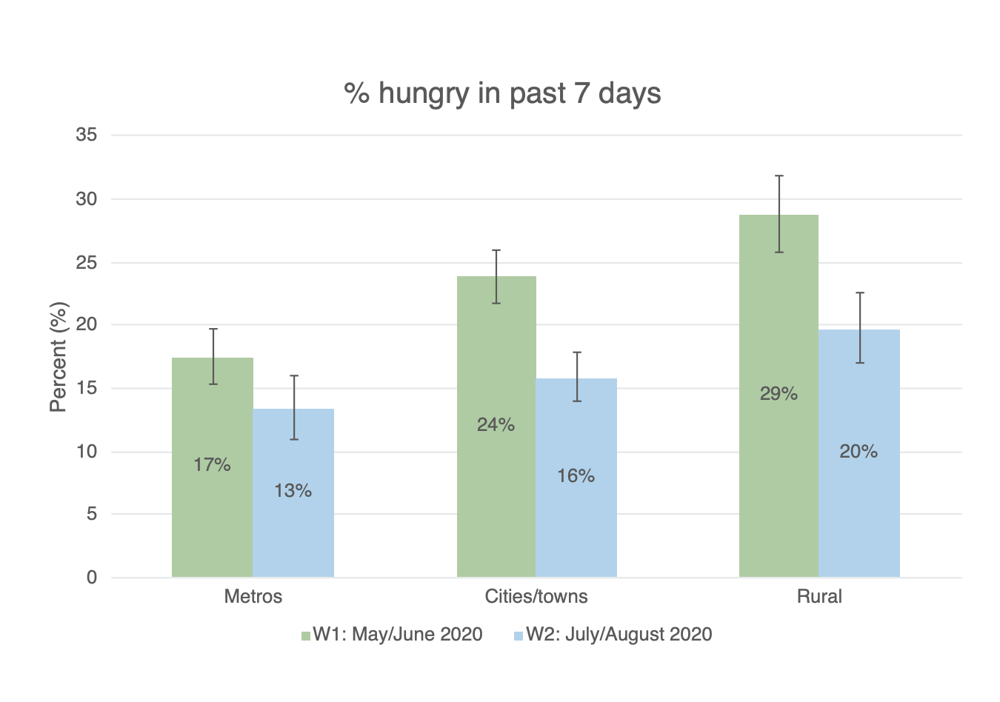 % hungry in past 7 days
35
30
25
20
15
10
5
0
Percent (%)
17%
13%
24%
16%
29%
20%
Metros
Cities/towns
Rural
W1: May/June 2020
W2: July/August 2020